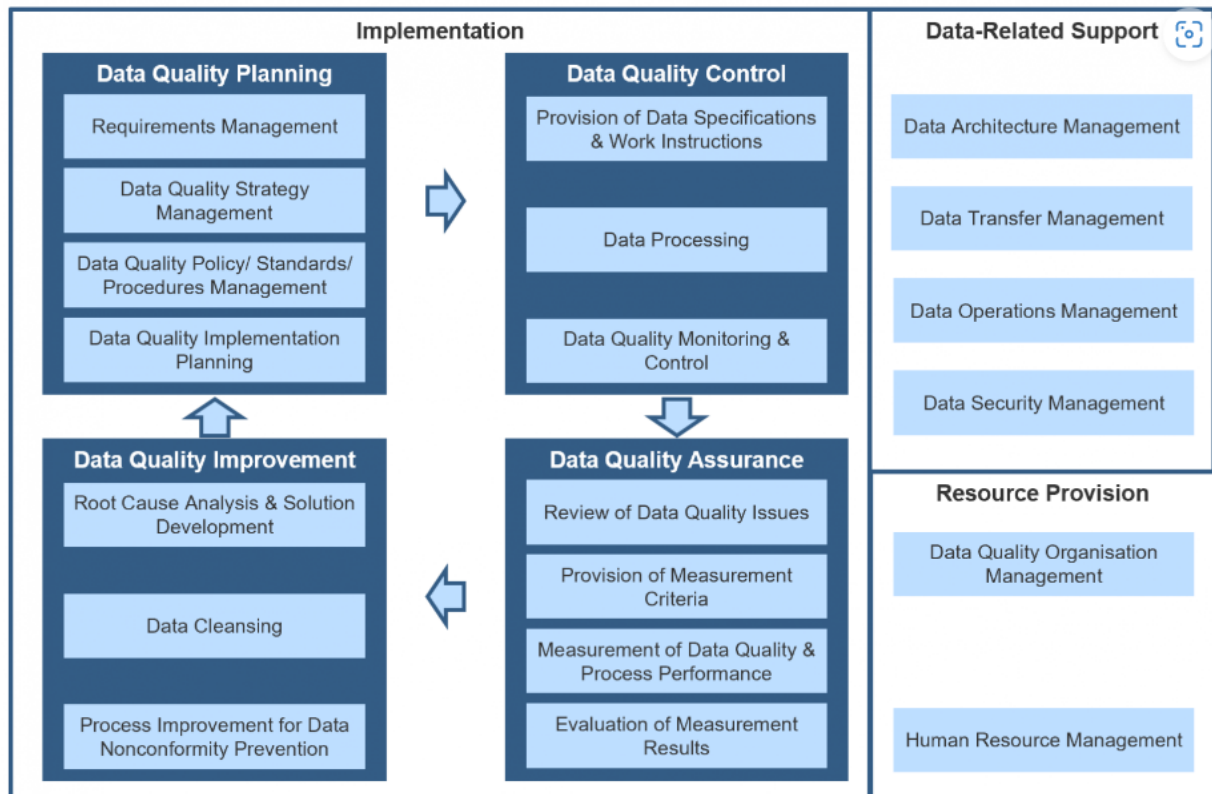 Implementation
Data Quality Planning
Requirements Management
Data Quality Strategy
Management
Data Quality Policy/ Standards/
Procedures Management
Data Quality Implementation
Planning
Data Quality Control
Provision of Data Specifications
& Work Instructions
Data Processing
Data Quality Monitoring &
Control
Data Quality Improvement
Root Cause Analysis & Solution
Development
Data Cleansing
Process Improvement for Data
Nonconformity Prevention
Data Quality Assurance
Review of Data Quality Issues
Provision of Measurement
Criteria
Measurement of Data Quality &
Process Performance
Evaluation of Measurement
Results
Data-Related Support
Data Architecture Management
Data Transfer Management
Data Operations Management
Data Security Management
Resource Provision
Data Quality Organisation
Management
Human Resource Management